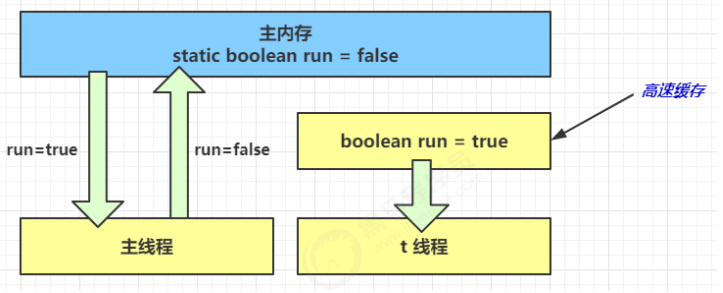 主内存
static boolean run = false
高速缓存
boolean run = true
run=true
run=false
主线程
t 线程